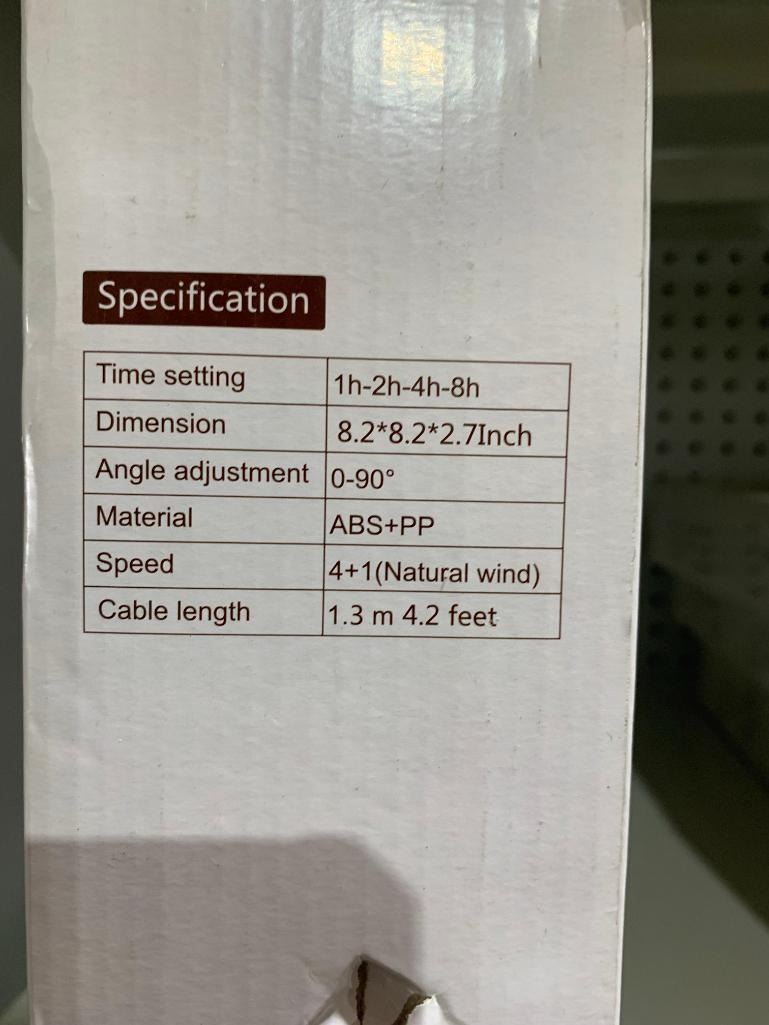 Specification
Time setting 1h-2h-4h-8h
Dimension 8.2*8.2*2.7Inch
Angle adjustment 0-90°
Material ABS+PP
Speed 4+1(Natural wind)
Cable length 1.3 m 4.2 feet